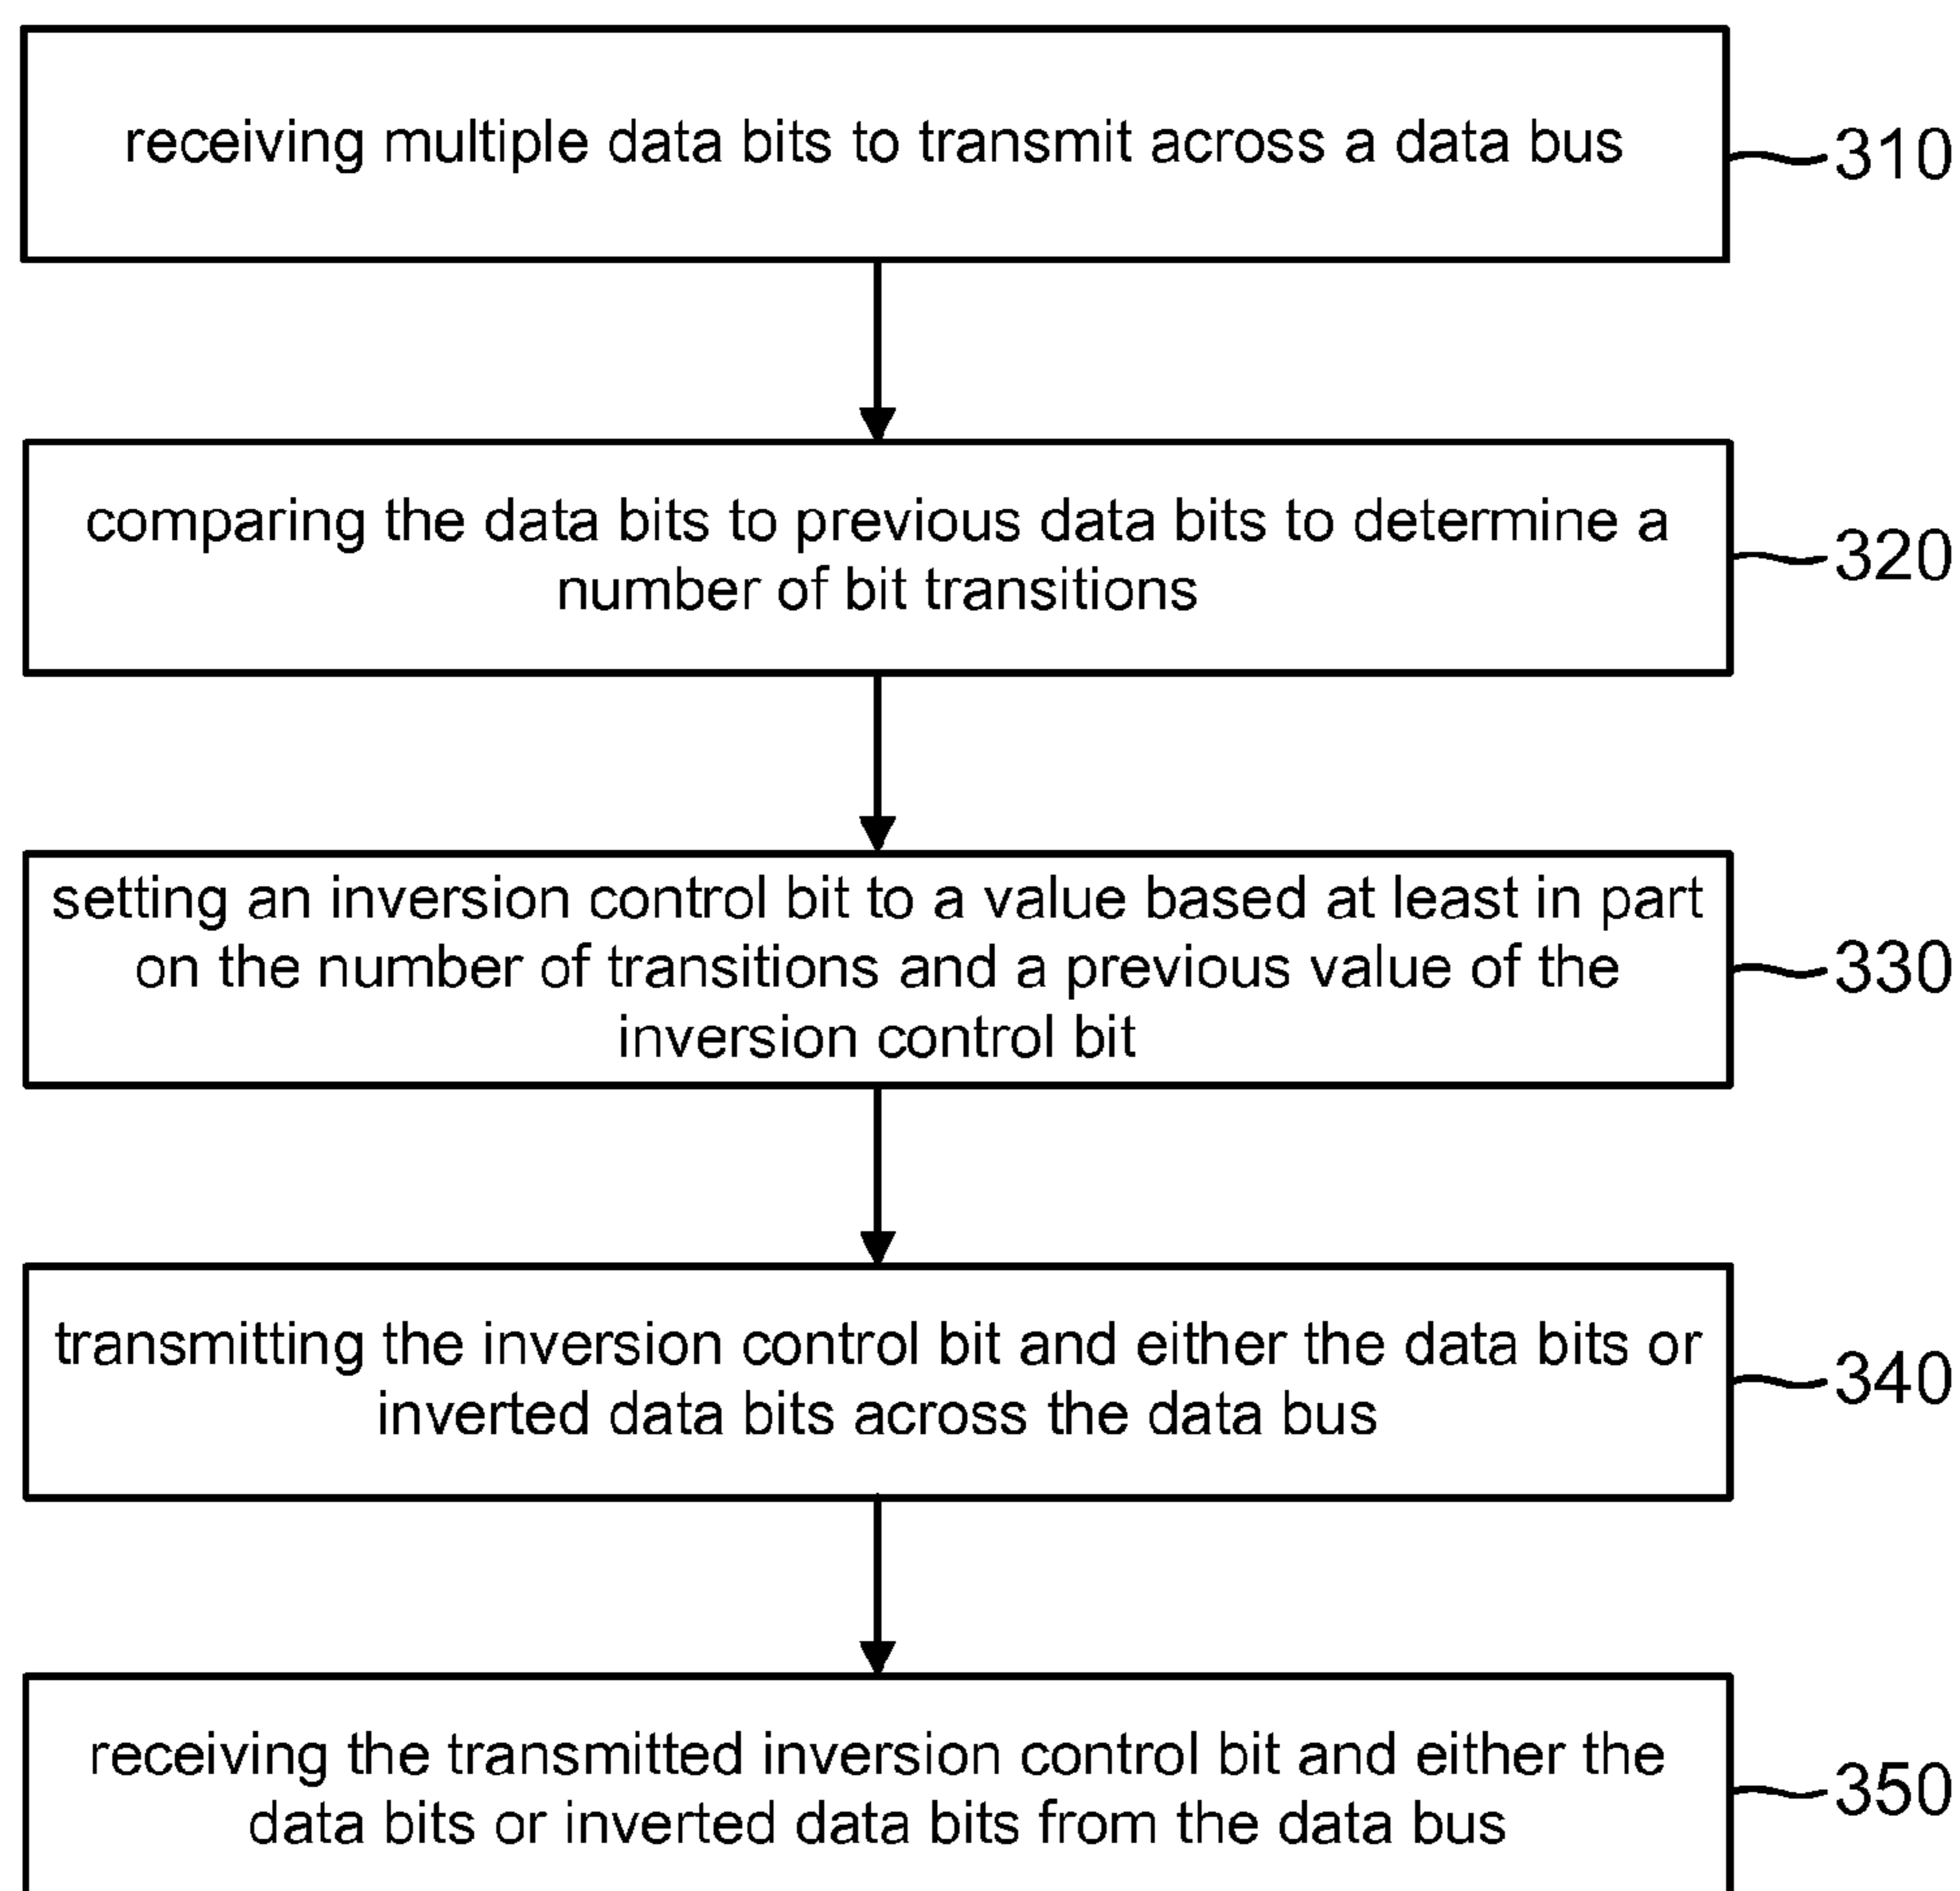 receiving multiple data bits to transmit across a data bus
310
comparing the data bits to previous data bits to determine a
number of bit transitions
320
setting an inversion control bit to a value based at least in part
on the number of transitions and a previous value of the
inversion control bit
330
transmitting the inversion control bit and either the data bits or
inverted data bits across the data bus
340
receiving the transmitted inversion control bit and either the
data bits or inverted data bits from the data bus
350